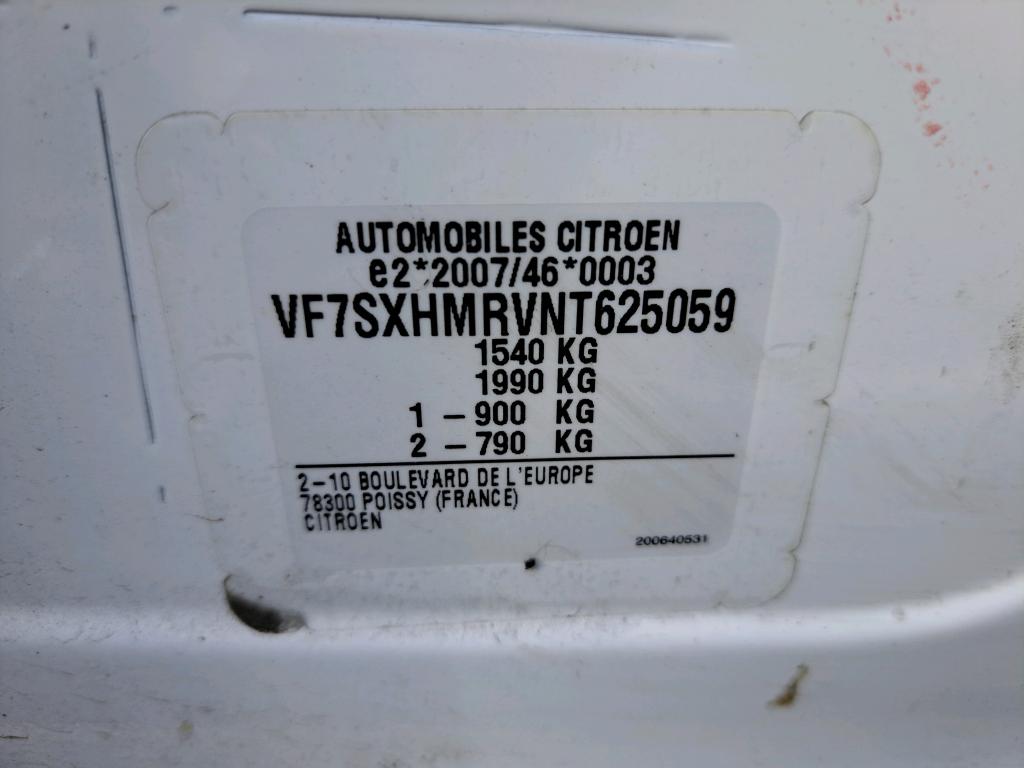 AUTOMOBILES CITROEN
e2*2007/46*0003
VF7SXHMRVNT625059
1540 KG
1990 KG
1 – 900 KG
2 – 790 KG
2–10 BOULEVARD DE L'EUROPE
78300 POISSY (FRANCE)
CITROEN
200640531